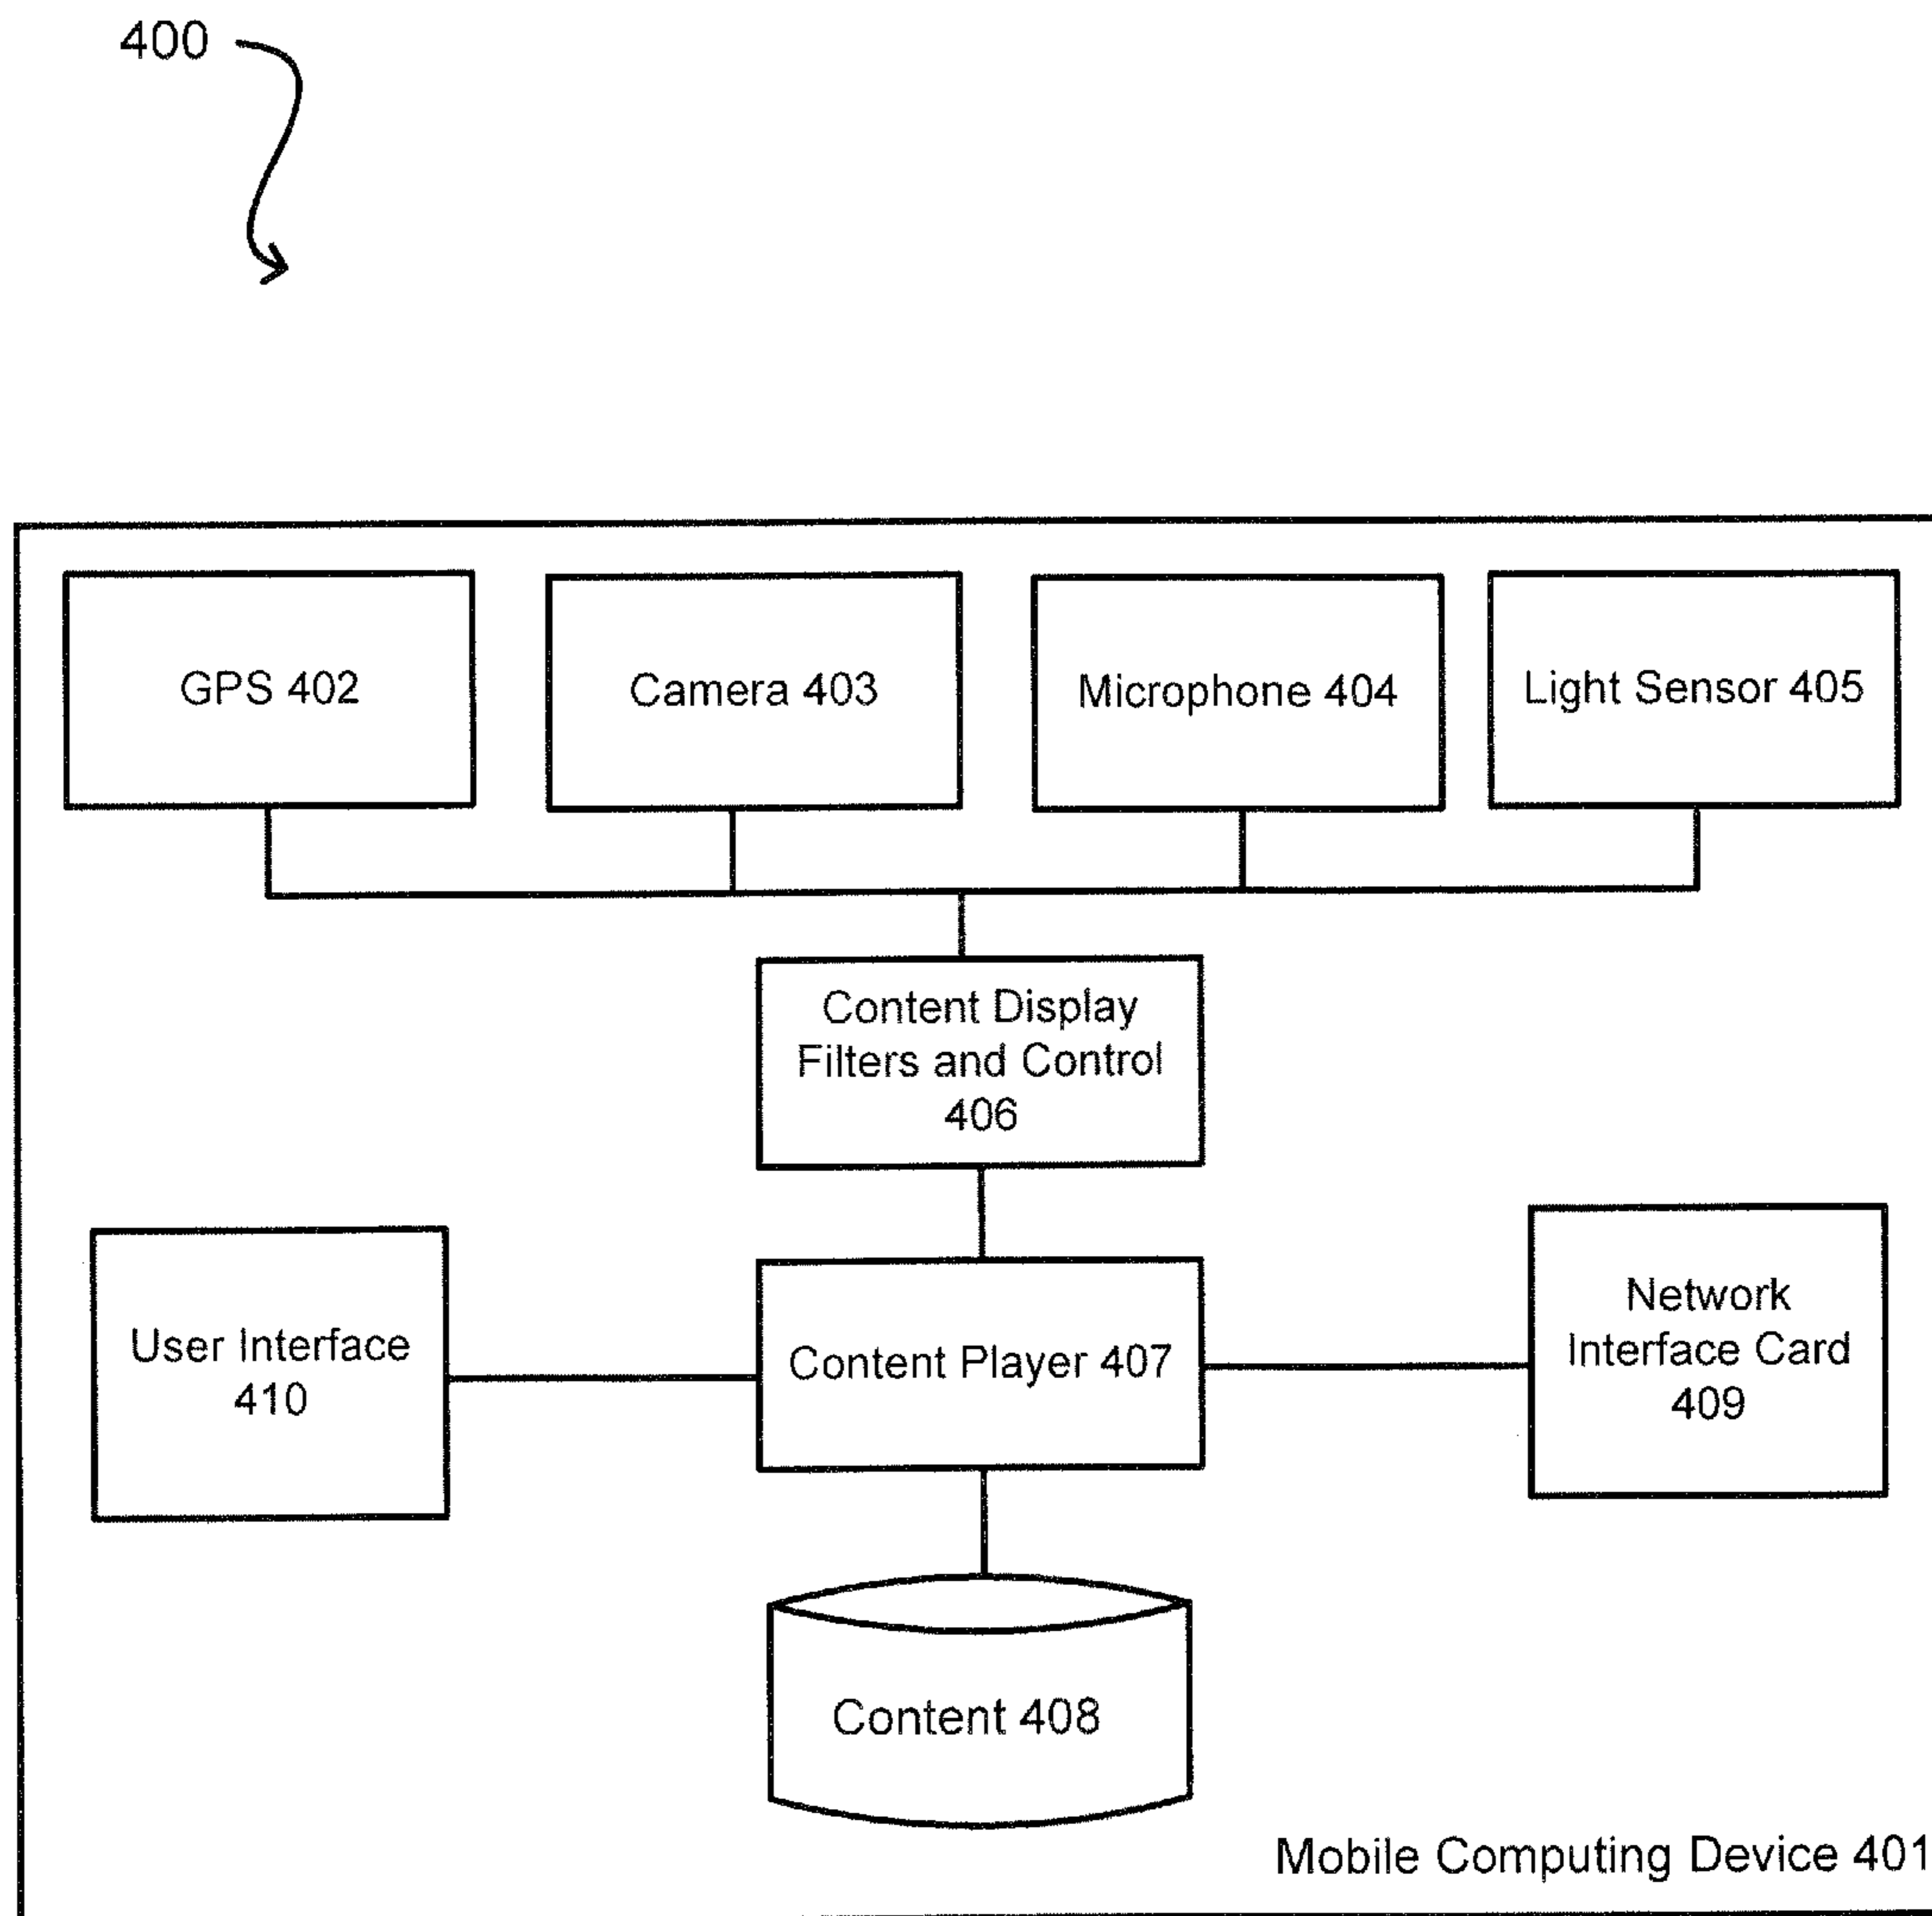 400
GPS 402
Camera 403
Microphone 404
Light Sensor 405
Content Display
Filters and Control
406
User Interface
410
Content Player 407
Network
Interface Card
409
Content 408
Mobile Computing Device 401